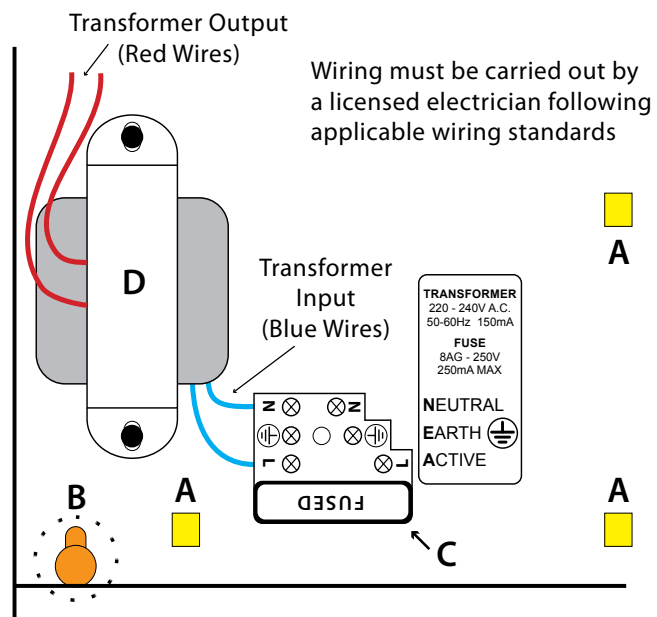 Transformer Output
(Red Wires)
Wiring must be carried out by
a licensed electrician following
applicable wiring standards
A
D
Transformer
Input
(Blue Wires)
TRANSFORMER
220 - 240V A.C.
50-60Hz 150mA
FUSE
8AG - 250V
250mA MAX
NEUTRAL
EARTH
ACTIVE
N N
L L
FUSED
B
A
C
A